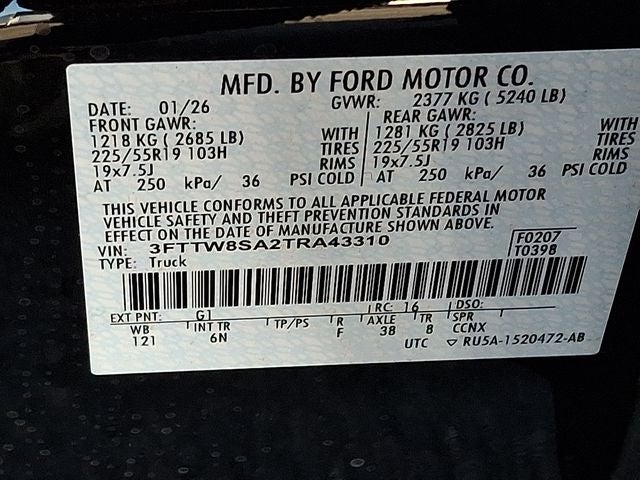 MFD. BY FORD MOTOR CO.
DATE: 01/26 GVWR: 2377 KG ( 5240 LB)
FRONT GAWR: REAR GAWR:
1218 KG ( 2685 LB) WITH 1281 KG ( 2825 LB) WITH
225/55R19 103H TIRES 225/55R19 103H TIRES
19x7.5J RIMS 19x7.5J RIMS
AT 250 kPa/ 36 PSI COLD AT 250 kPa/ 36 PSI COLD
THIS VEHICLE CONFORMS TO ALL APPLICABLE FEDERAL MOTOR
VEHICLE SAFETY AND THEFT PREVENTION STANDARDS IN
EFFECT ON THE DATE OF MANUFACTURE SHOWN ABOVE.
VIN: 3FTTW8SA2TRA43310 F0207
TYPE: Truck T0398
EXT PNT: G1 RC: 16 DSO:
WB INT TR TP/PS R AXLE TR SPR
121 6N F 38 8 CCNX
UTC ▽ RU5A-1520472-AB